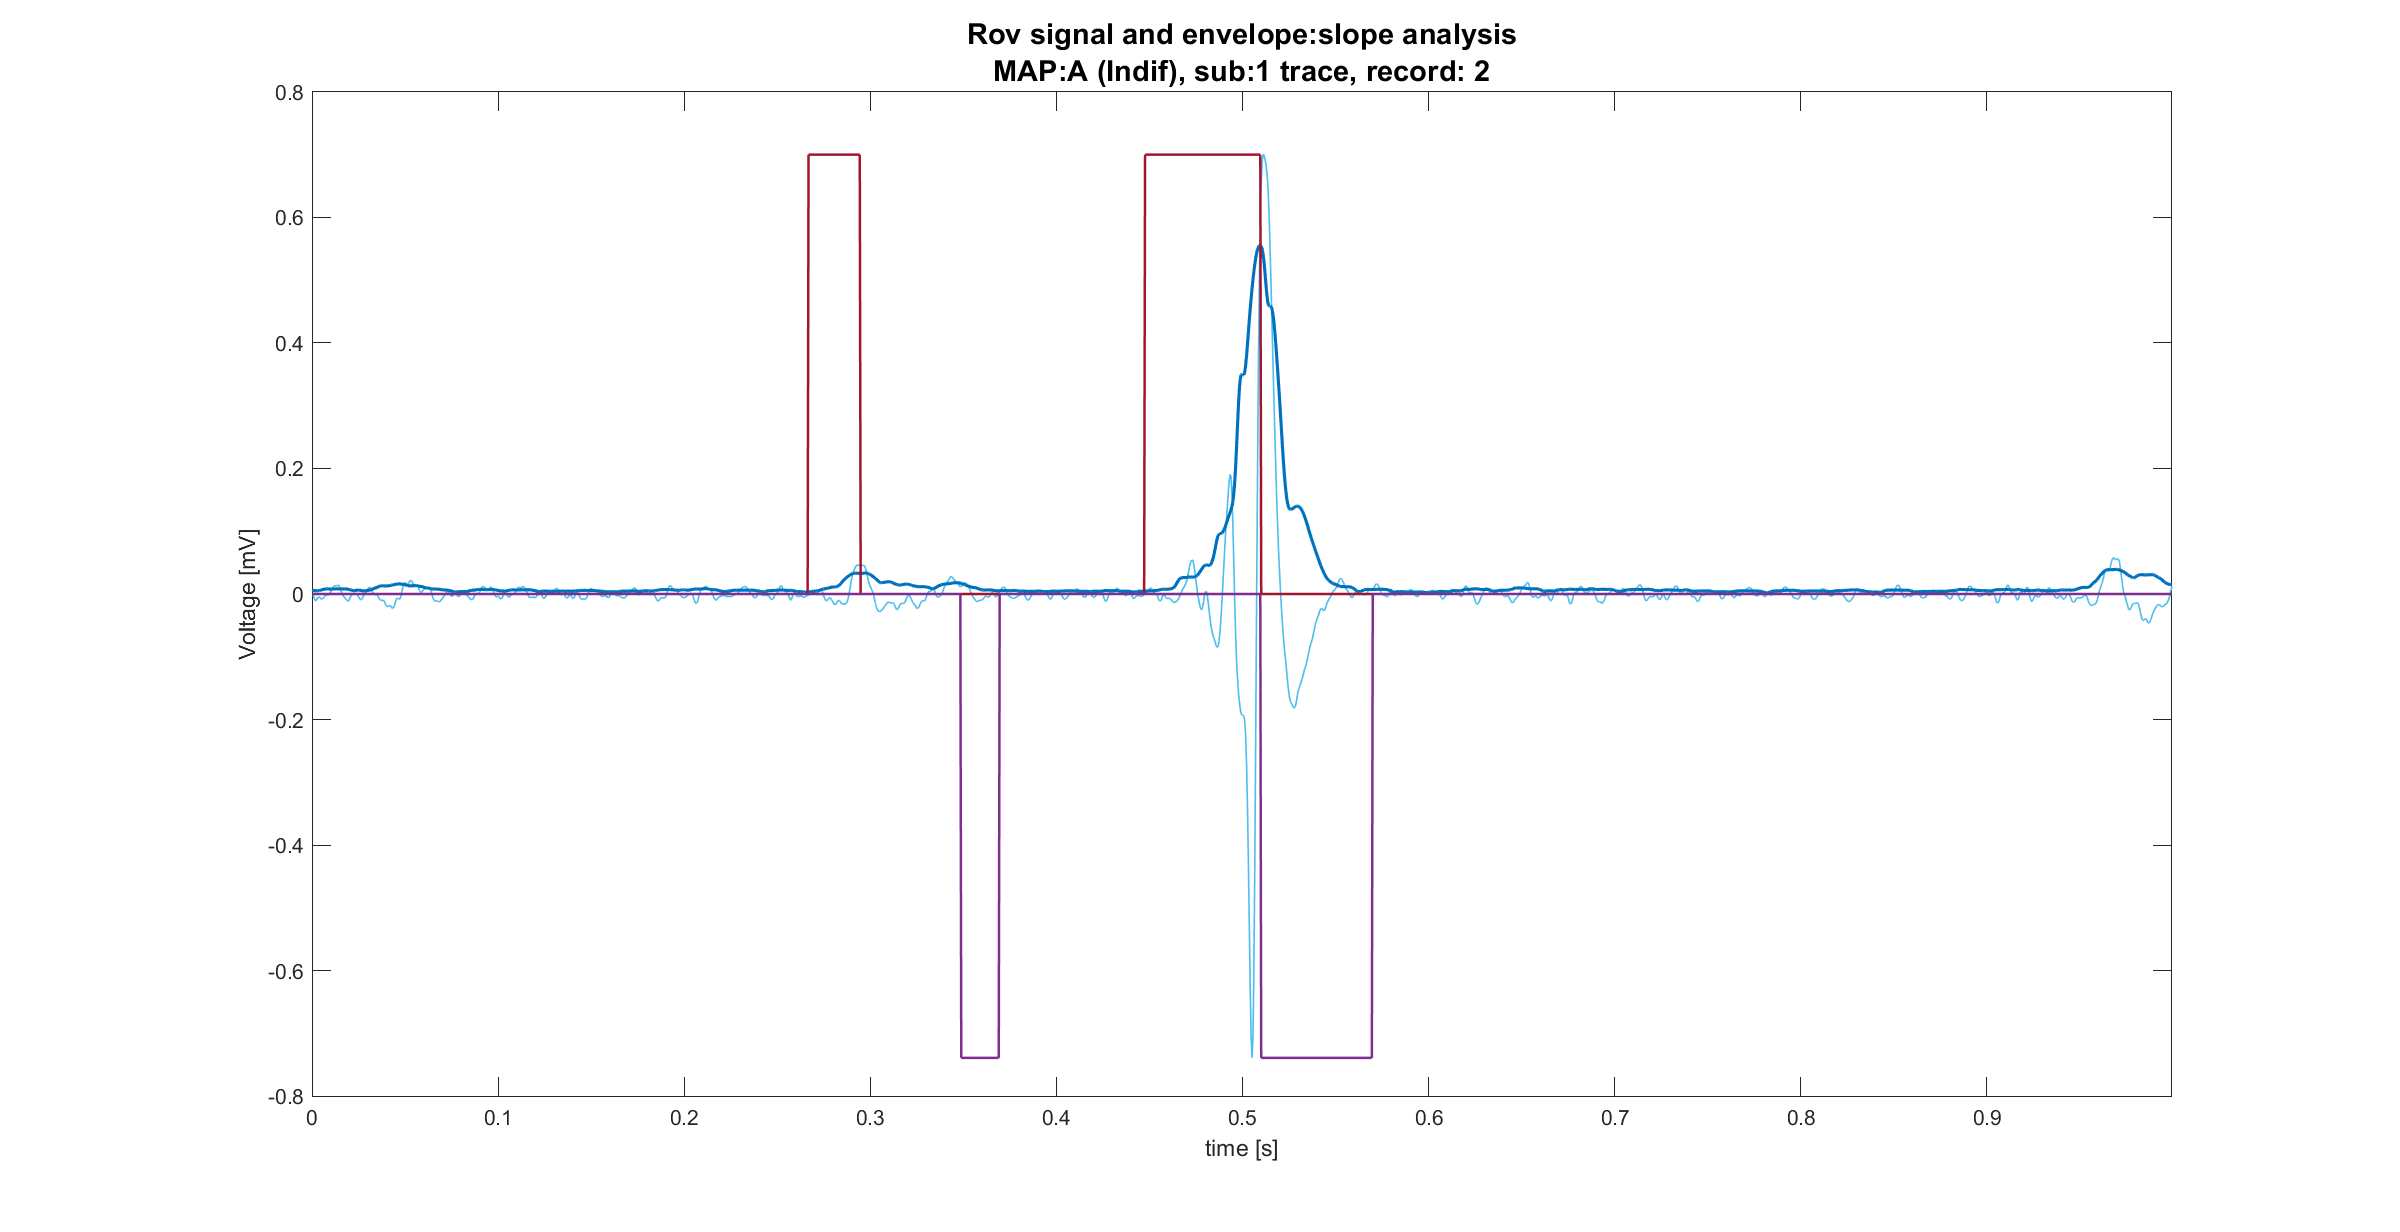 Rov signal and envelope:slope analysis
MAP:A (Indif), sub:1 trace, record: 2
0.8
0.6
0.4
0.2
0
-0.2
-0.4
-0.6
-0.8
Voltage [mV]
0 0.1 0.2 0.3 0.4 0.5 0.6 0.7 0.8 0.9
time [s]